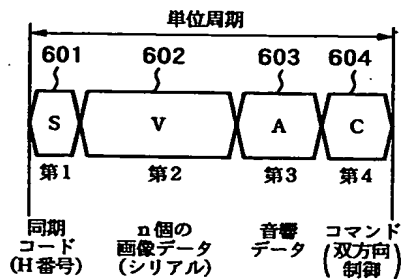 単位周期
601 602 603 604
S V A C
第1 第2 第3 第4
同期 n個の 音響 コマンド
コード 画像データ データ (双方向
(H番号) (シリアル) 制御)